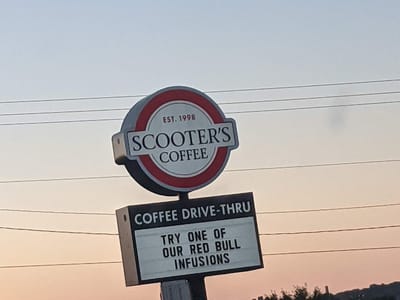 EST. 1998
SCOOTER'S
COFFEE
COFFEE DRIVE-THRU
TRY ONE OF
OUR RED BULL
INFUSIONS